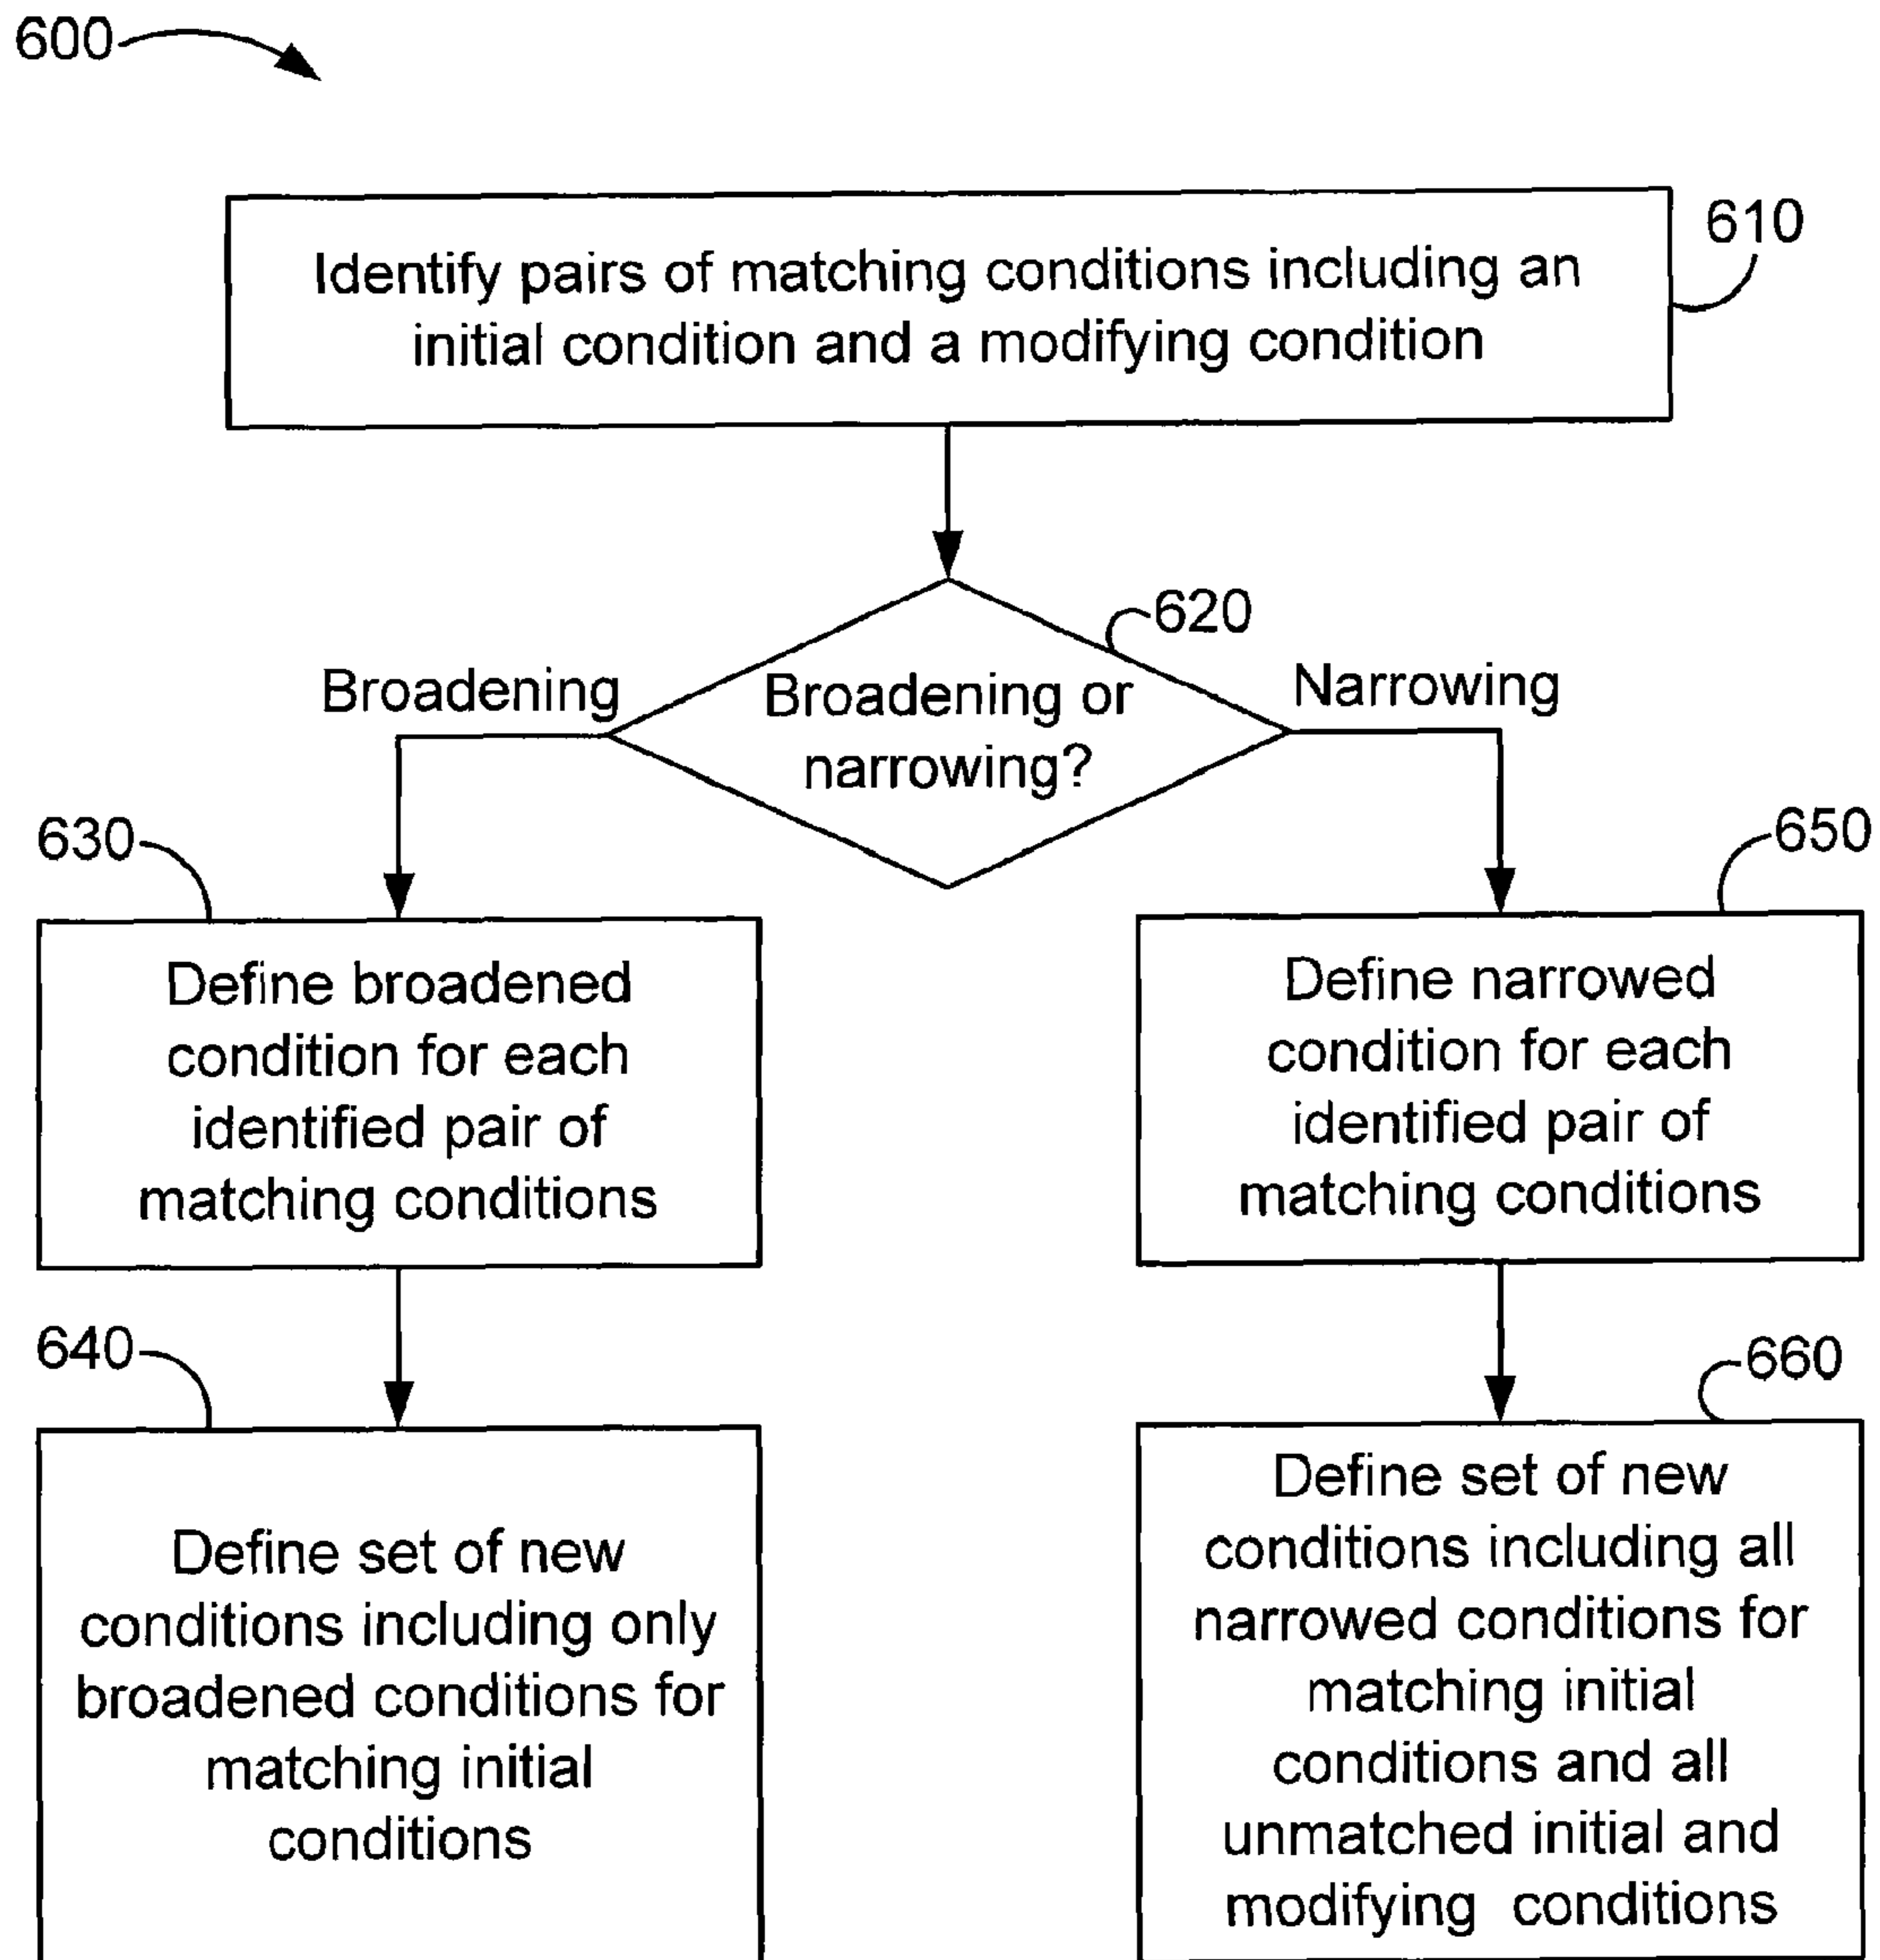 600
610
Identify pairs of matching conditions including an
initial condition and a modifying condition
620
Broadening
Broadening or
narrowing?
Narrowing
630
Define broadened
condition for each
identified pair of
matching conditions
650
Define narrowed
condition for each
identified pair of
matching conditions
640
Define set of new
conditions including only
broadened conditions for
matching initial
conditions
660
Define set of new
conditions including all
narrowed conditions for
matching initial
conditions and all
unmatched initial and
modifying conditions